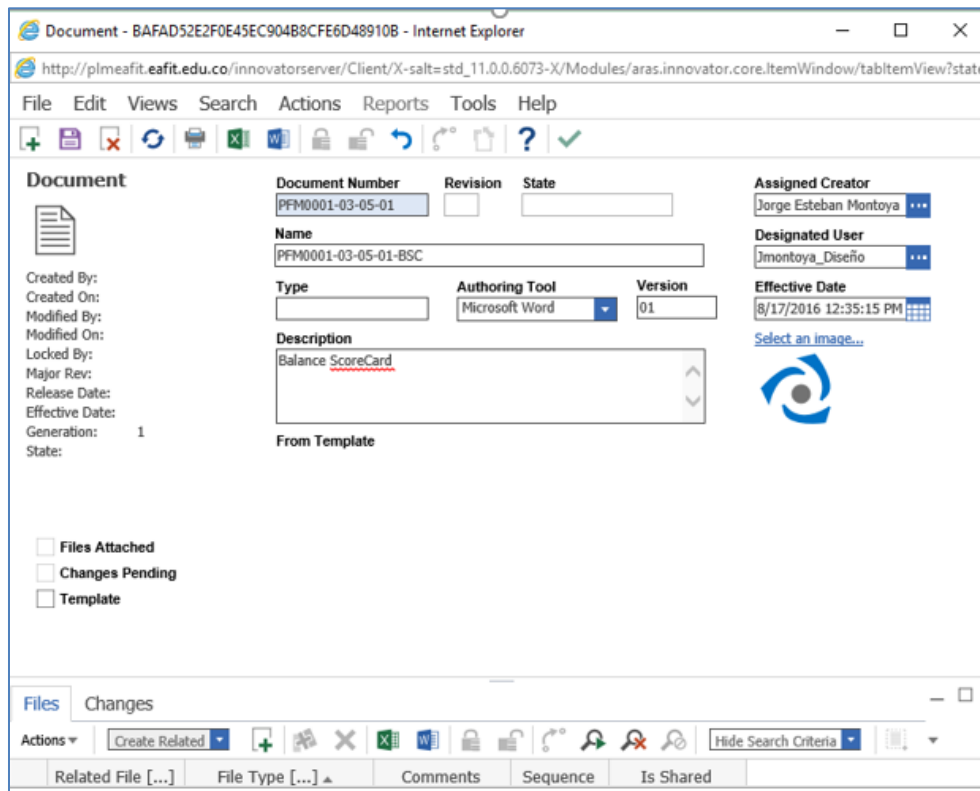 Document - BAFAD52E2F0E45EC904B8CFE6D48910B - Internet Explorer
http://plmeafit.eafit.edu.co/innovatorserver/Client/X-salt=std_11.0.0.6073-X/Modules/aras.innovator.core.ItemWindow/tabItemView?state
File Edit Views Search Actions Reports Tools Help
Document
Document Number Revision State Assigned Creator
PFM0001-03-05-01 Jorge Esteban Montoya
Name Designated User
PFM0001-03-05-01-BSC Jmontoya_Diseño
Created By:
Created On:
Modified By:
Modified On:
Locked By:
Major Rev:
Release Date:
Effective Date:
Generation: 1
State:
Type Authoring Tool Version Effective Date
Microsoft Word 01 8/17/2016 12:35:15 PM
Description Select an image...
Balance ScoreCard
From Template
Files Attached
Changes Pending
Template
Files Changes
Actions Create Related Hide Search Criteria
Related File [...] File Type [...] Comments Sequence Is Shared